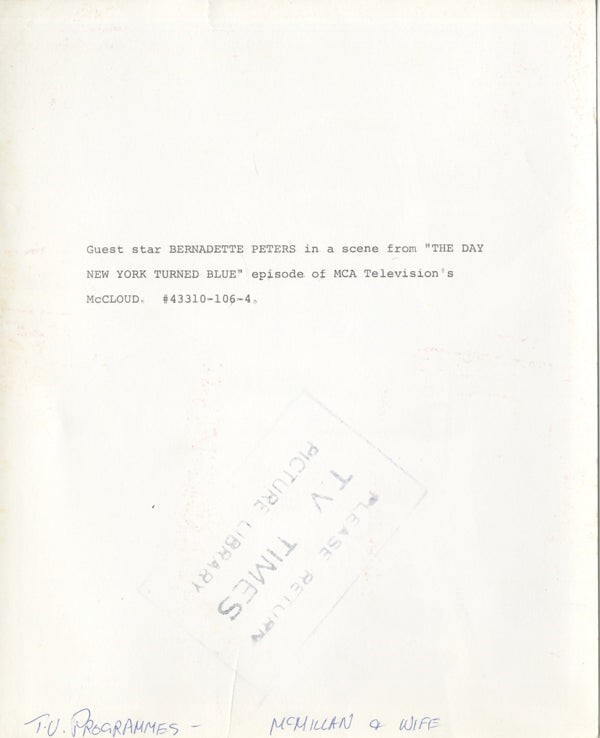 Guest star BERNADETTE PETERS in a scene from "THE DAY
NEW YORK TURNED BLUE" episode of MCA Television's
McCLOUD. #43310-106-4.
PLEASE RETURN
T.V TIMES
PICTURE LIBRARY
T.V. PROGRAMMES - MCMILLAN & WIFE